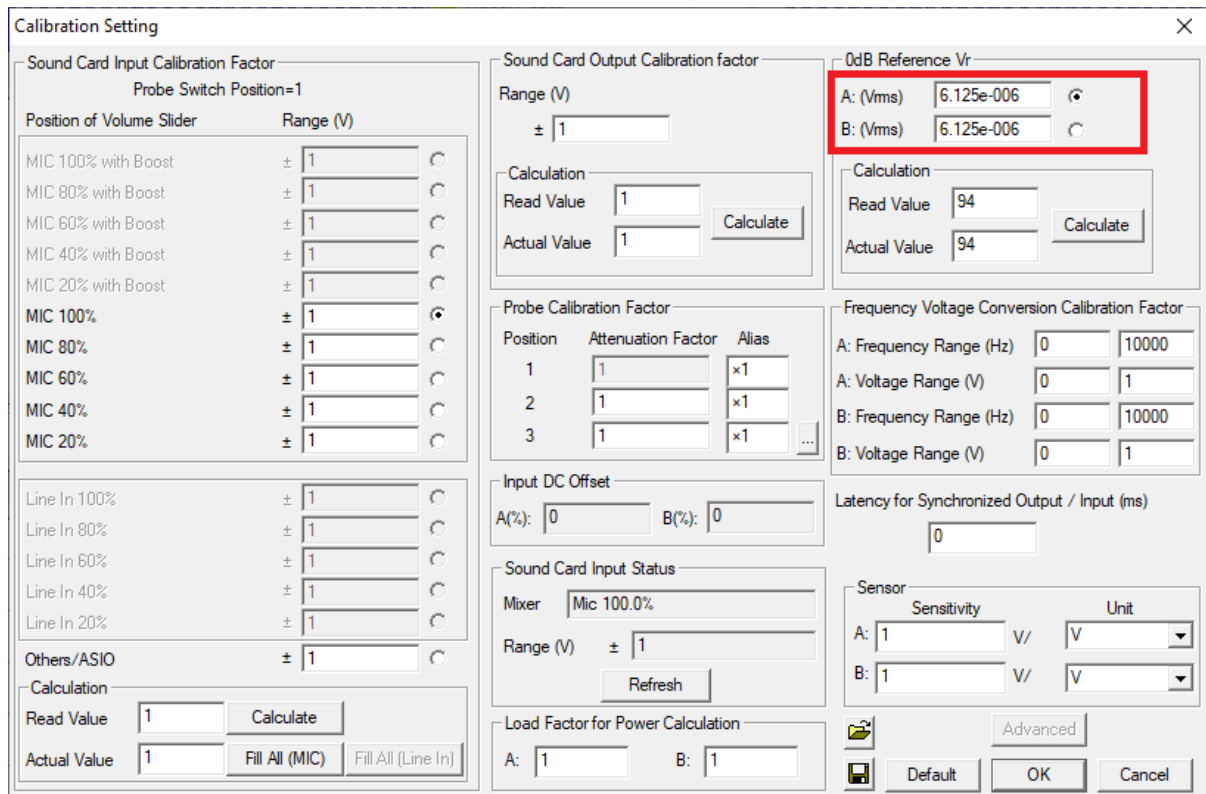 Calibration Setting
Sound Card Input Calibration Factor
Probe Switch Position=1
Position of Volume Slider Range (V)
MIC 100% with Boost ± 1
MIC 80% with Boost ± 1
MIC 60% with Boost ± 1
MIC 40% with Boost ± 1
MIC 20% with Boost ± 1
MIC 100% ± 1
MIC 80% ± 1
MIC 60% ± 1
MIC 40% ± 1
MIC 20% ± 1
Line In 100% ± 1
Line In 80% ± 1
Line In 60% ± 1
Line In 40% ± 1
Line In 20% ± 1
Others/ASIO ± 1
Calculation
Read Value 1 Calculate
Actual Value 1 Fill All (MIC) Fill All (Line In)
Sound Card Output Calibration factor
Range (V)
± 1
Calculation
Read Value 1
Calculate
Actual Value 1
Probe Calibration Factor
Position Attenuation Factor Alias
1 1 ×1
2 1 ×1
3 1 ×1 ...
Input DC Offset
A(%): 0 B(%): 0
Sound Card Input Status
Mixer Mic 100.0%
Range (V) ± 1
Refresh
Load Factor for Power Calculation
A: 1 B: 1
0dB Reference Vr
A: (Vrms) 6.125e-006
B: (Vrms) 6.125e-006
Calculation
Read Value 94
Calculate
Actual Value 94
Frequency Voltage Conversion Calibration Factor
A: Frequency Range (Hz) 0 10000
A: Voltage Range (V) 0 1
B: Frequency Range (Hz) 0 10000
B: Voltage Range (V) 0 1
Latency for Synchronized Output / Input (ms)
0
Sensor
Sensitivity Unit
A: 1 V/ V
B: 1 V/ V
Advanced
Default OK Cancel